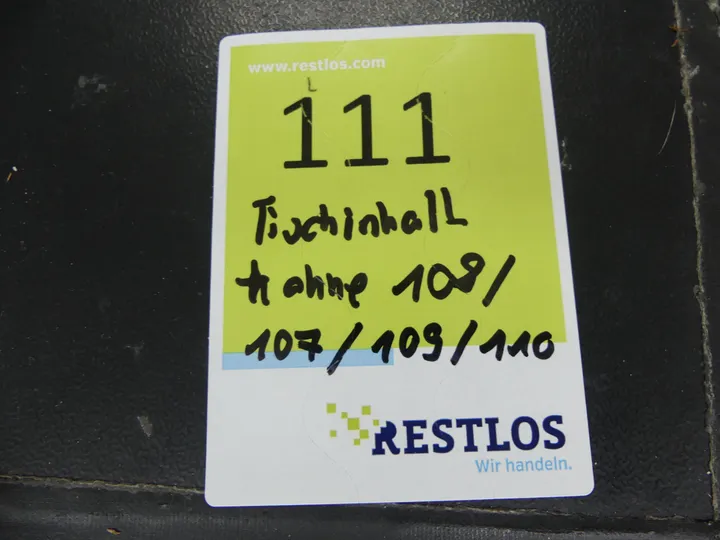 www.restlos.com
111
Tischinhalt
ohne 108/
107/109/110
RESTLOS
Wir handeln.